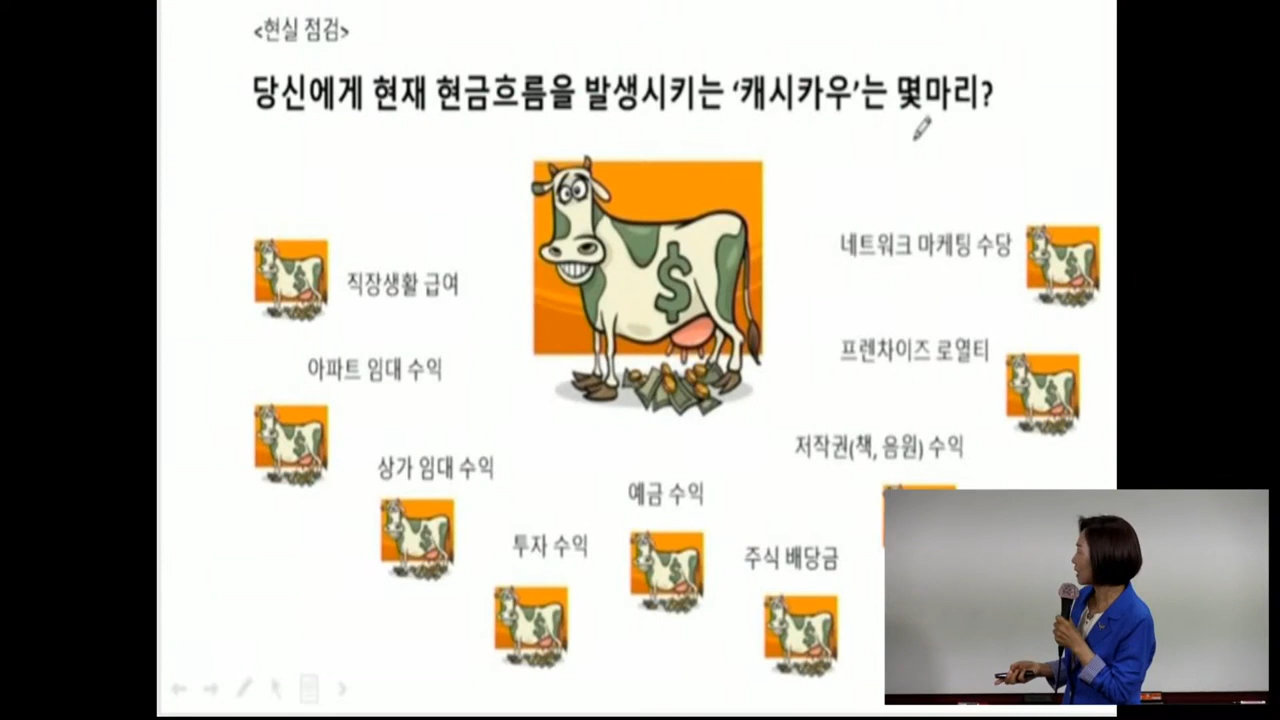 <현실 점검>
당신에게 현재 현금흐름을 발생시키는 ‘캐시카우’는 몇마리?
$
네트워크 마케팅 수당
직장생활 급여
프렌차이즈 로열티
아파트 임대 수익
저작권(책, 음원) 수익
상가 임대 수익
예금 수익
투자 수익
주식 배당금